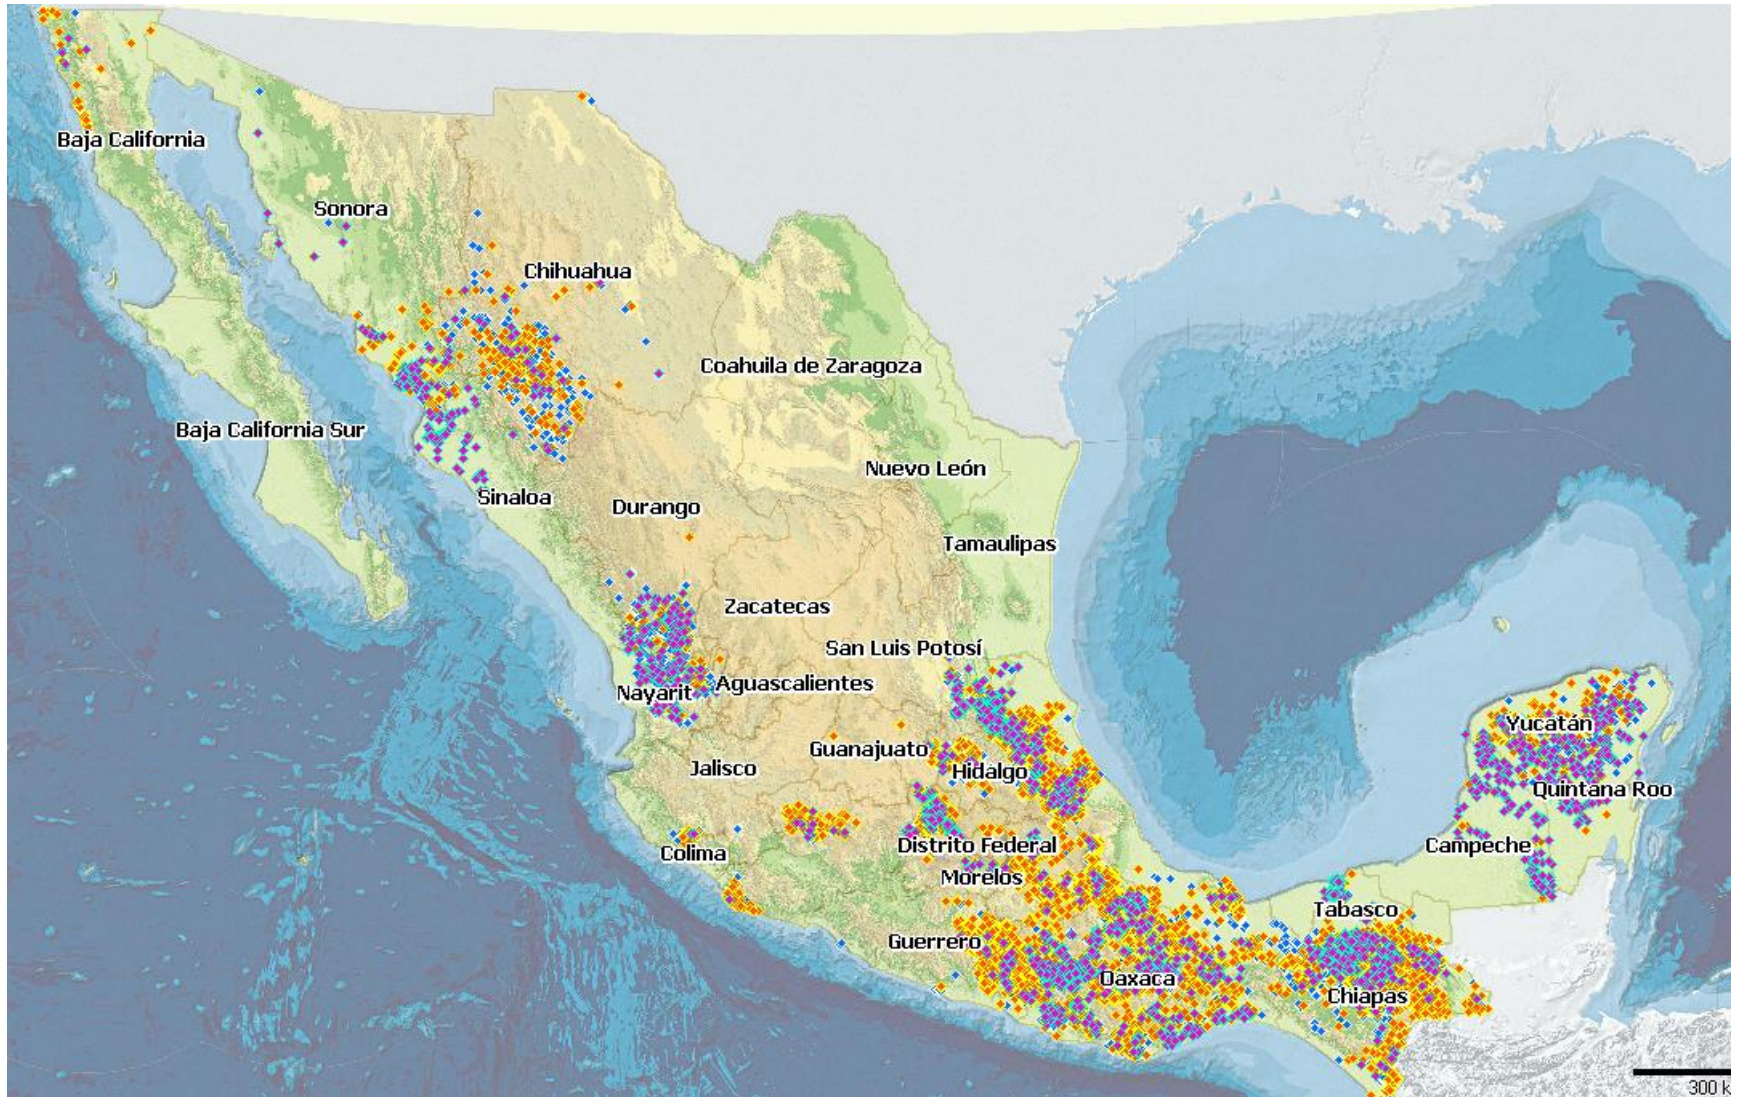 Baja California
Sonora
Chihuahua
Coahuila de Zaragoza
Baja California Sur
Nuevo León
Sinaloa
Durango
Tamaulipas
Zacatecas
San Luis Potosí
Nayarit
Aguascalientes
Yucatán
Guanajuato
Jalisco
Hidalgo
Quintana Roo
Colima
Distrito Federal
Campeche
Morelos
Tabasco
Guerrero
Oaxaca
Chiapas
300 k